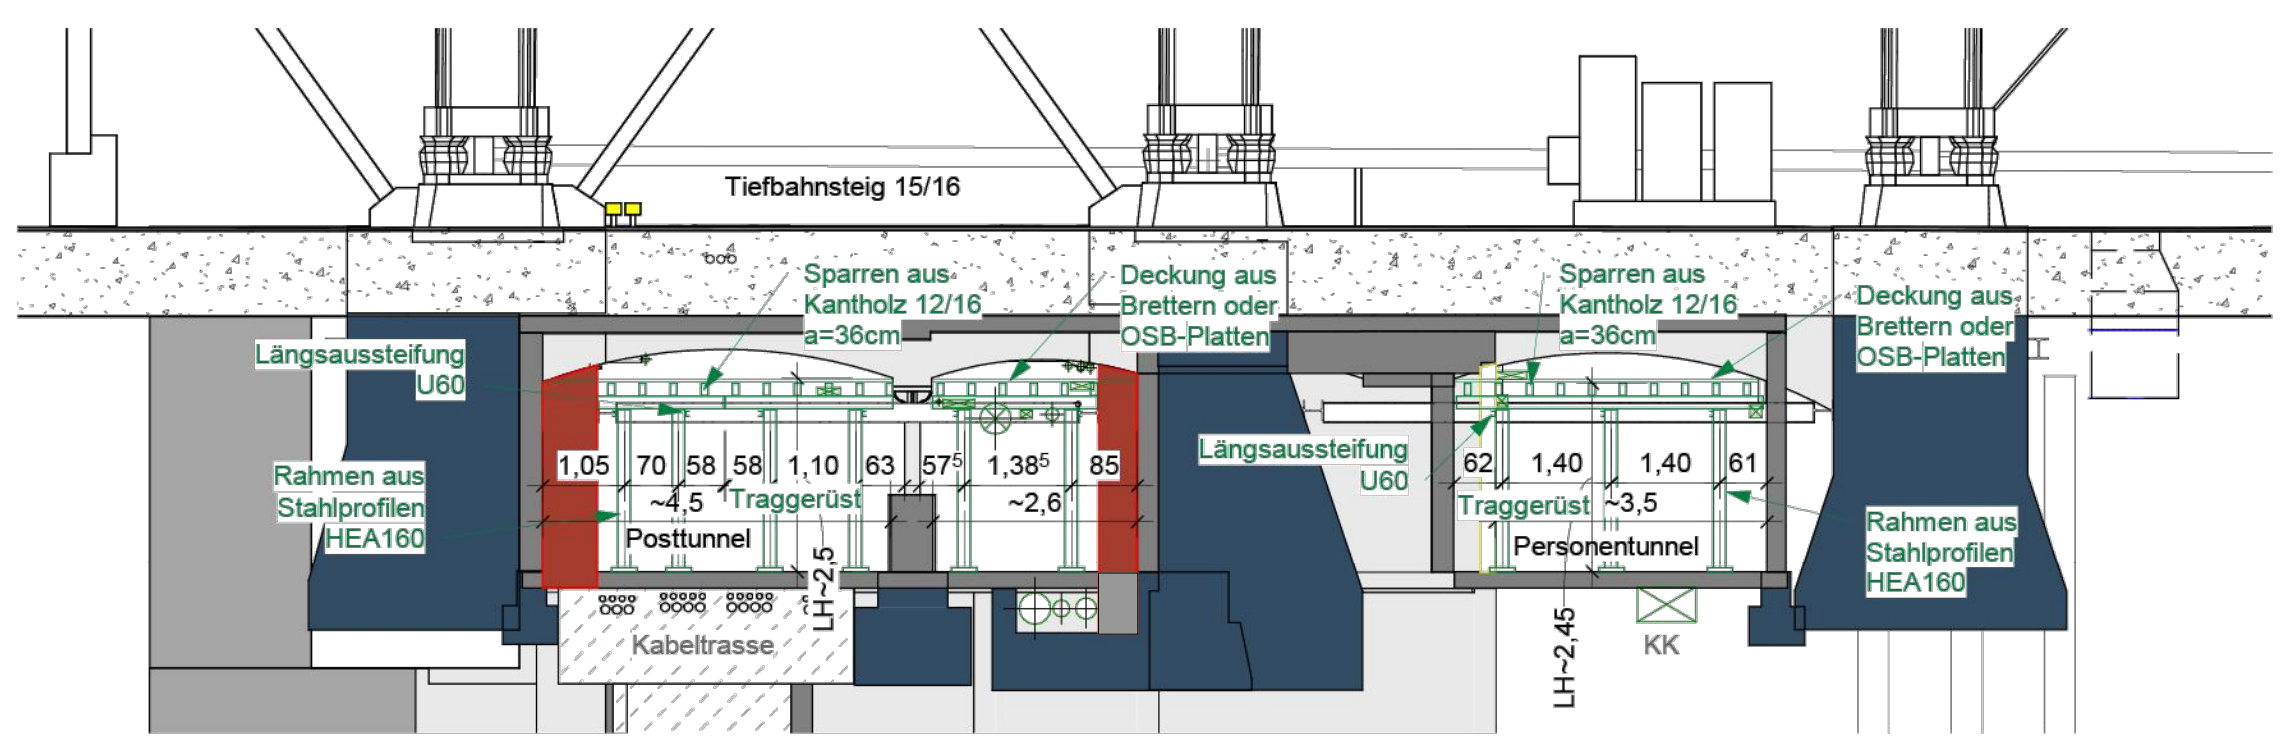 Tiefbahnsteig 15/16
Sparren aus
Kantholz 12/16
a=36cm
Deckung aus
Brettern oder
OSB-Platten
Sparren aus
Kantholz 12/16
a=36cm
Deckung aus
Brettern oder
OSB-Platten
Längsaussteifung
U60
Längsaussteifung
U60
Rahmen aus
Stahlprofilen
HEA160
1,05 70 58 58 1,10 63 57⁵ 1,38⁵ 85
~4,5 Traggerüst ~2,6
Posttunnel
LH~2,5
62 1,40 1,40 61
Traggerüst ~3,5
Personentunnel
LH~2,45
Rahmen aus
Stahlprofilen
HEA160
Kabeltrasse
KK